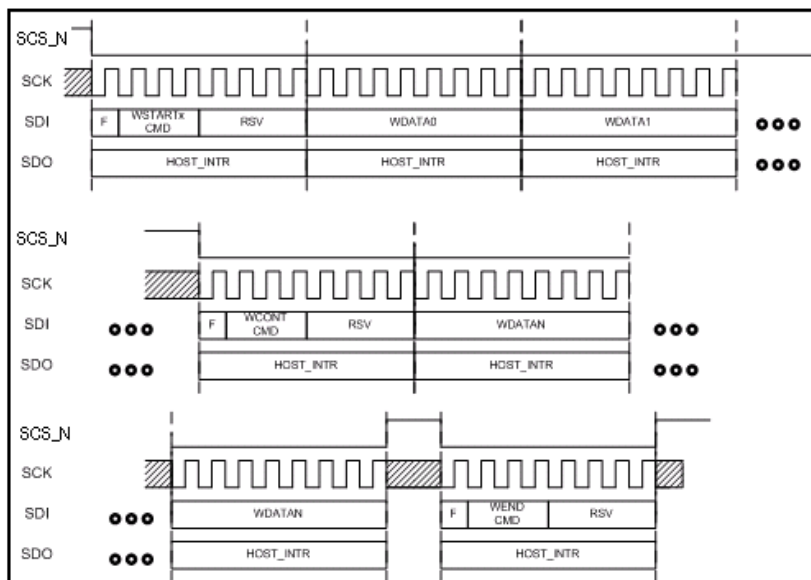 SCS_N
SCK
SDI F WSTARTx CMD RSV WDATA0 WDATA1
SDO HOST_INTR HOST_INTR HOST_INTR
SCS_N
SCK
SDI F WCONT CMD RSV WDATAN
SDO HOST_INTR HOST_INTR
SCS_N
SCK
SDI WDATAN F WEND CMD RSV
SDO HOST_INTR HOST_INTR